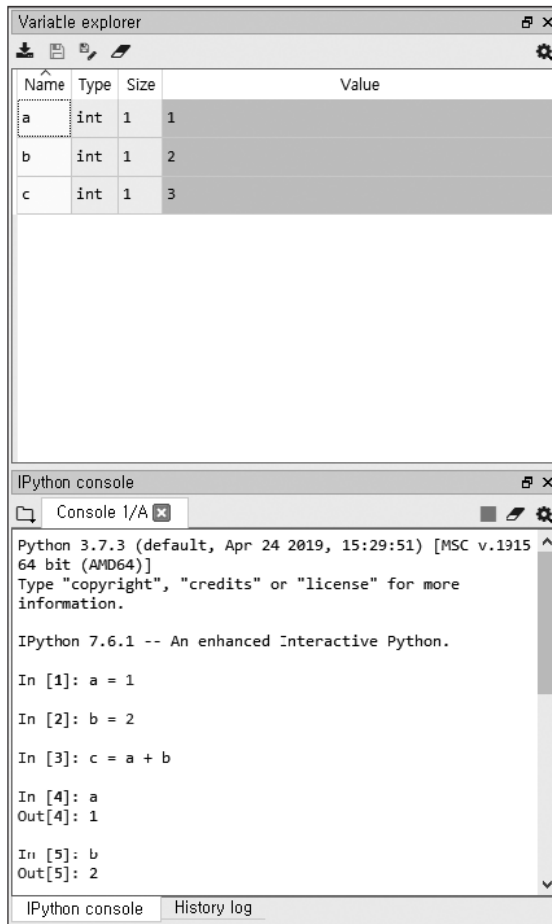 Variable explorer
Name Type Size Value
a int 1 1
b int 1 2
c int 1 3
IPython console
Console 1/A
Python 3.7.3 (default, Apr 24 2019, 15:29:51) [MSC v.1915
64 bit (AMD64)]
Type "copyright", "credits" or "license" for more
information.
IPython 7.6.1 -- An enhanced Interactive Python.
In [1]: a = 1
In [2]: b = 2
In [3]: c = a + b
In [4]: a
Out[4]: 1
In [5]: b
Out[5]: 2
IPython console History log